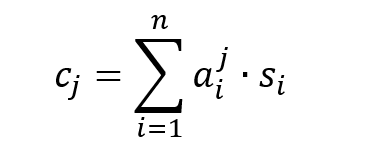 c_j = \sum_{i=1}^{n} a_i^j \cdot s_i